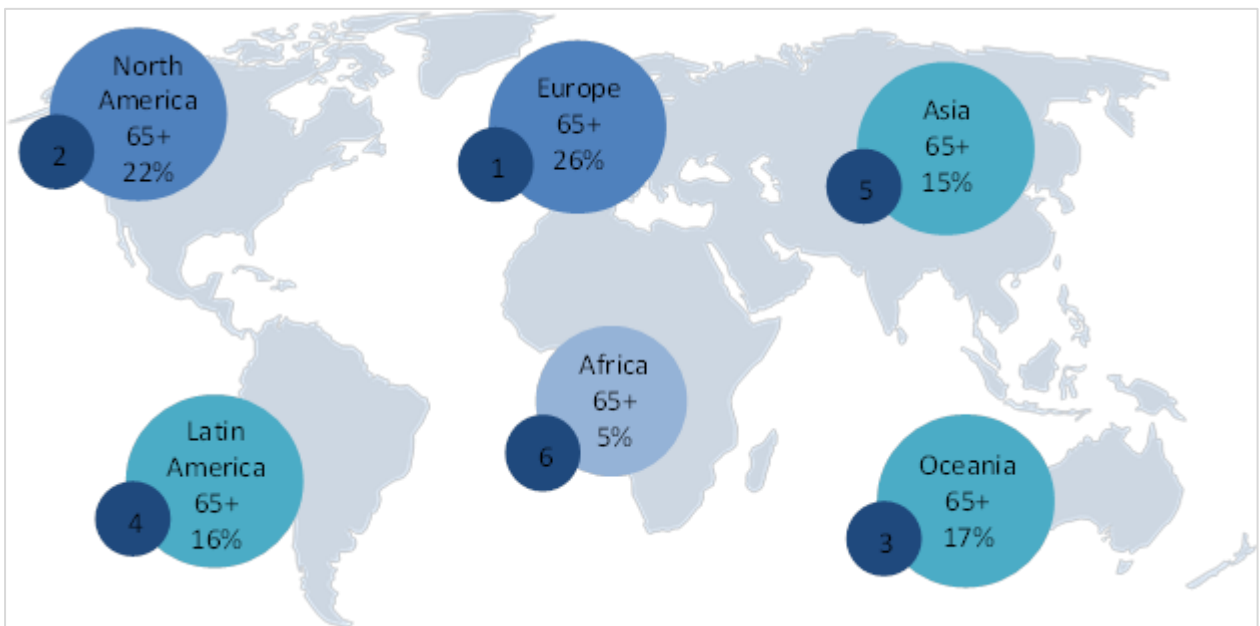 North
America
65+
22%
2
Europe
65+
26%
1
Asia
65+
15%
5
Latin
America
65+
16%
4
Africa
65+
5%
6
Oceania
65+
17%
3